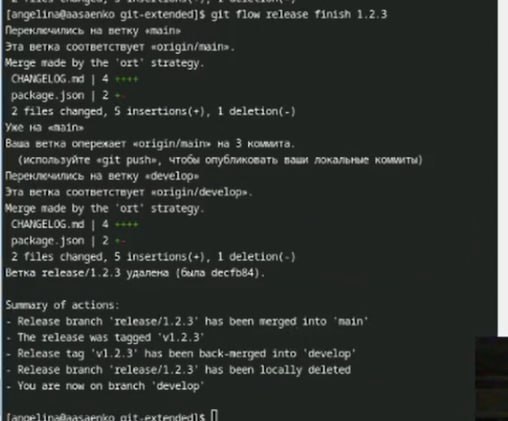 2 files changed, 5 insertions(+), 1 deletion(-)
[angelina@aasaenko git-extended]$ git flow release finish 1.2.3
Переключились на ветку «main»
Эта ветка соответствует «origin/main».
Merge made by the 'ort' strategy.
CHANGELOG.md | 4 ++++
package.json | 2 +-
2 files changed, 5 insertions(+), 1 deletion(-)
Уже на «main»
Ваша ветка опережает «origin/main» на 3 коммита.
(используйте «git push», чтобы опубликовать ваши локальные коммиты)
Переключились на ветку «develop»
Эта ветка соответствует «origin/develop».
Merge made by the 'ort' strategy.
CHANGELOG.md | 4 ++++
package.json | 2 +-
2 files changed, 5 insertions(+), 1 deletion(-)
Ветка release/1.2.3 удалена (была decfb84).
Summary of actions:
- Release branch 'release/1.2.3' has been merged into 'main'
- The release was tagged 'v1.2.3'
- Release tag 'v1.2.3' has been back-merged into 'develop'
- Release branch 'release/1.2.3' has been locally deleted
- You are now on branch 'develop'
[angelina@aasaenko git-extended]$